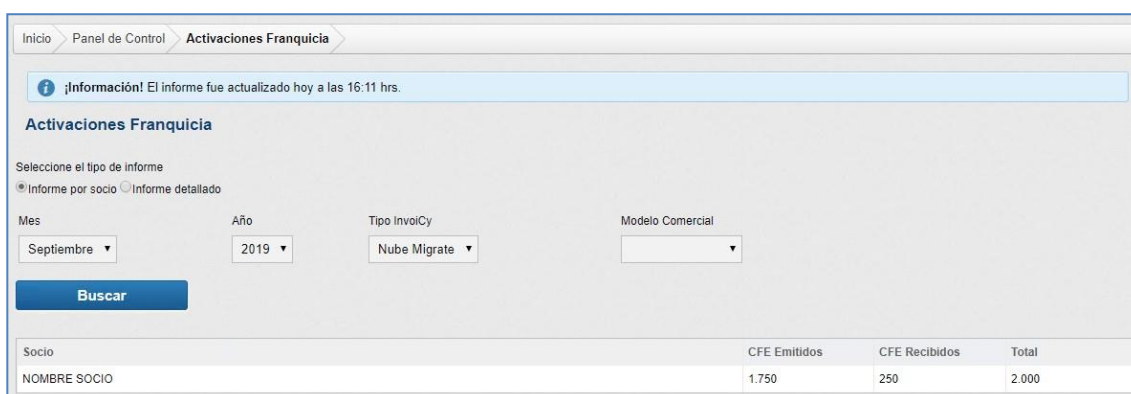 Inicio Panel de Control Activaciones Franquicia
¡Información! El informe fue actualizado hoy a las 16:11 hrs.
Activaciones Franquicia
Seleccione el tipo de informe
Informe por socio Informe detallado
Mes Año Tipo InvoiCy Modelo Comercial
Septiembre 2019 Nube Migrate
Buscar
Socio CFE Emitidos CFE Recibidos Total
NOMBRE SOCIO 1.750 250 2.000